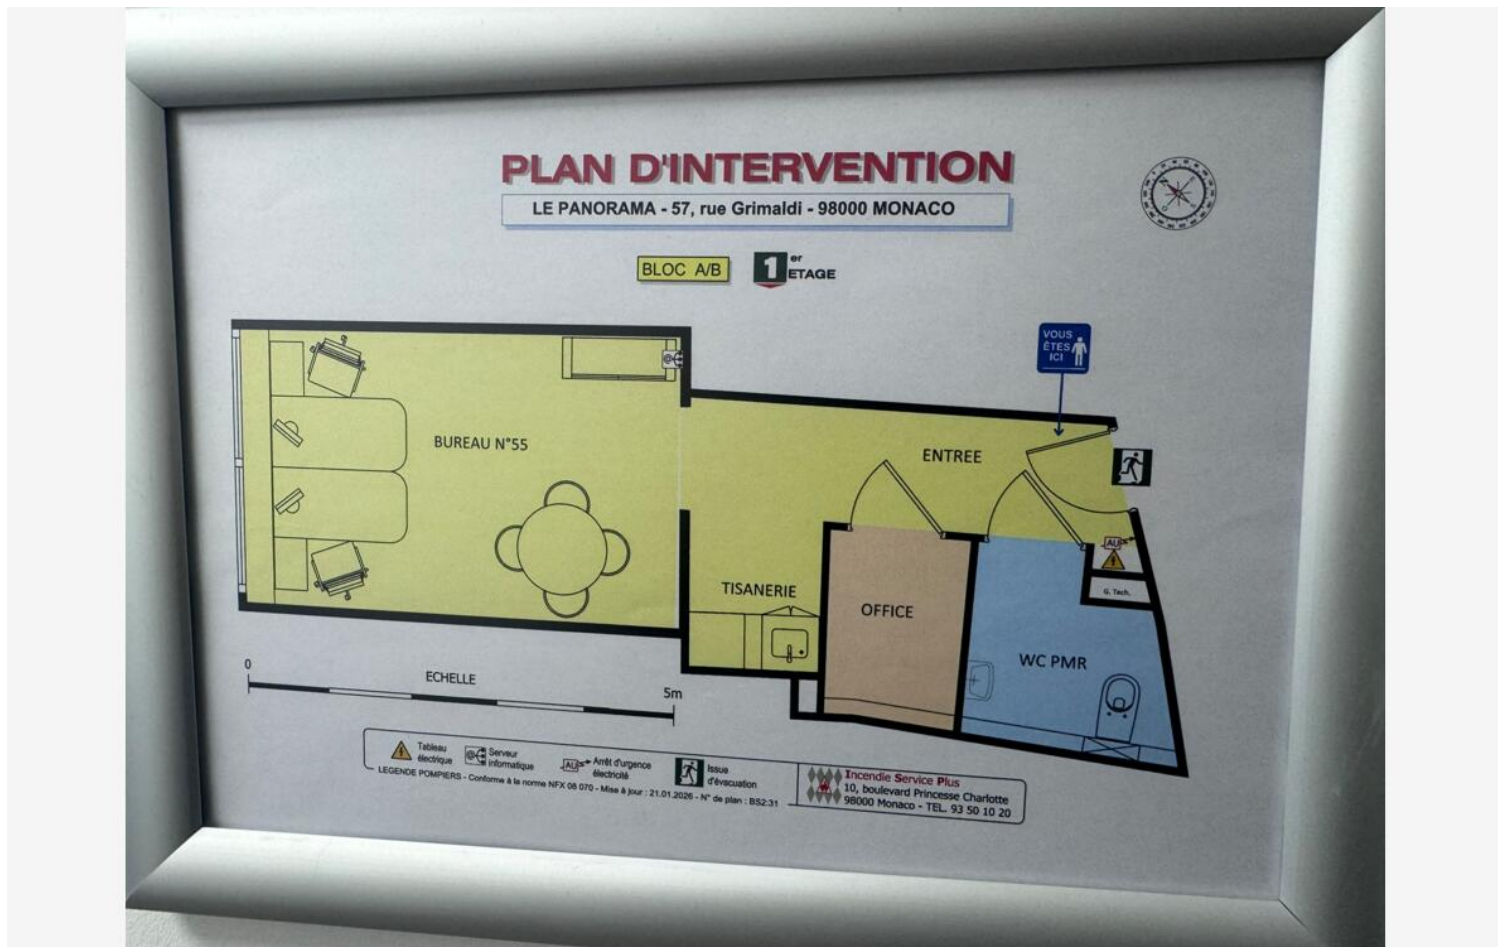 PLAN D'INTERVENTION
LE PANORAMA - 57, rue Grimaldi - 98000 MONACO
BLOC A/B
1er ETAGE
VOUS
ÊTES
ICI
BUREAU N°55
ENTREE
AU
TISANERIE
G. Tech.
OFFICE
WC PMR
0
ECHELLE
5m
Tableau
électrique
Serveur
informatique
AU
Arrêt d'urgence
électricité
Issue
d'évacuation
LEGENDE POMPIERS - Conforme à la norme NFX 08 070 - Mise à jour : 21.01.2026 - N° de plan : BS2:31
Incendie Service Plus
10, boulevard Princesse Charlotte
98000 Monaco - TEL. 93 50 10 20